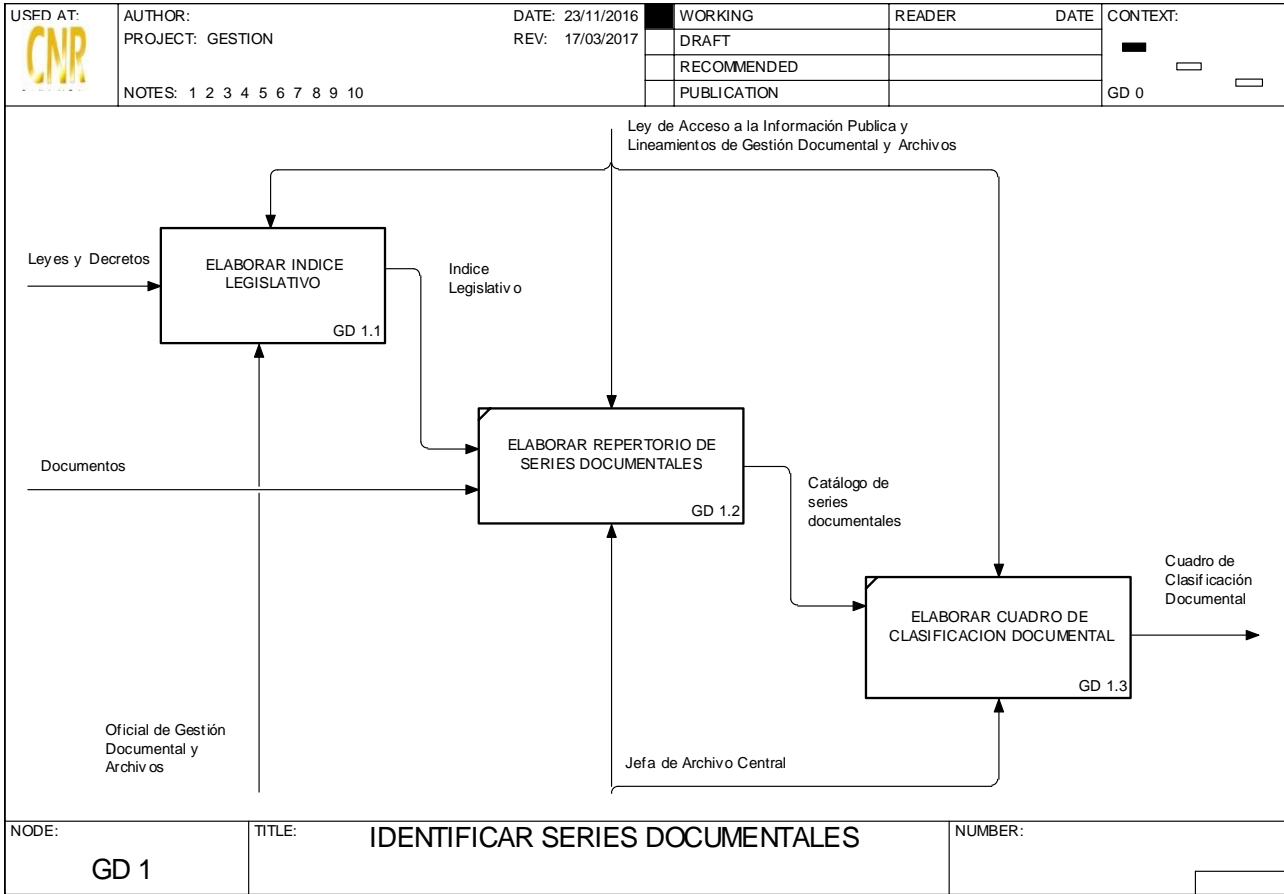 USED AT:
CNR
AUTHOR:
PROJECT: GESTION
DATE: 23/11/2016
REV: 17/03/2017
NOTES: 1 2 3 4 5 6 7 8 9 10
WORKING
DRAFT
RECOMMENDED
PUBLICATION
READER
DATE
CONTEXT:
GD 0
Ley de Acceso a la Información Publica y
Lineamientos de Gestión Documental y Archivos
Leyes y Decretos
ELABORAR INDICE
LEGISLATIVO
GD 1.1
Indice
Legislativo
Documentos
ELABORAR REPERTORIO DE
SERIES DOCUMENTALES
GD 1.2
Catálogo de
series
documentales
Cuadro de
Clasificación
Documental
ELABORAR CUADRO DE
CLASIFICACION DOCUMENTAL
GD 1.3
Oficial de Gestión
Documental y
Archivos
Jefa de Archivo Central
NODE:
GD 1
TITLE:
IDENTIFICAR SERIES DOCUMENTALES
NUMBER: